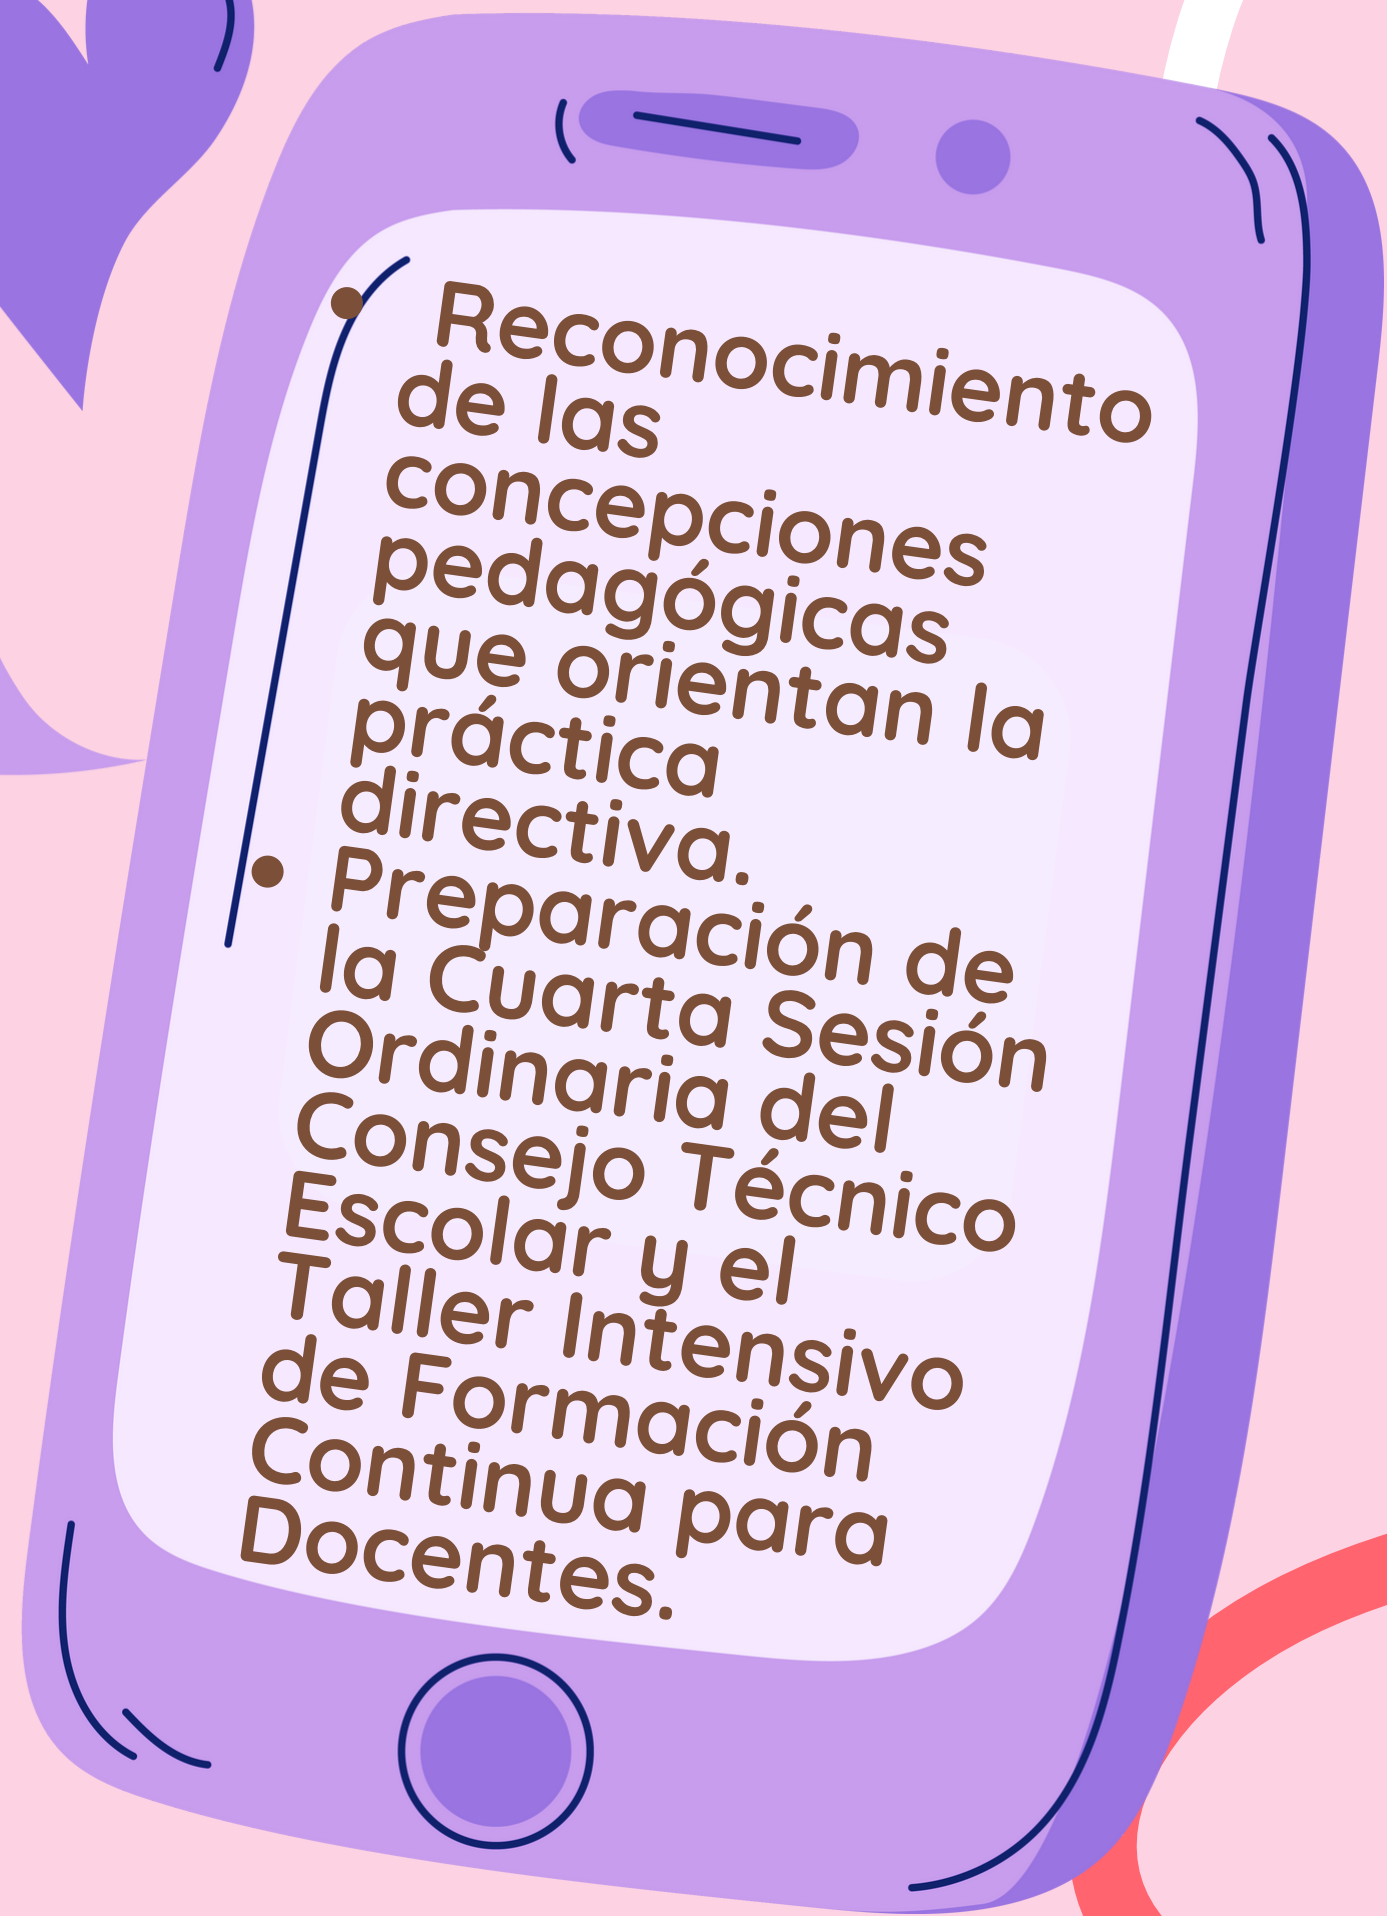 • Reconocimiento
de las
concepciones
pedagógicas
que orientan la
práctica
directiva.
• Preparación de
la Cuarta Sesión
Ordinaria del
Consejo Técnico
Escolar y el
Taller Intensivo
de Formación
Continua para
Docentes.